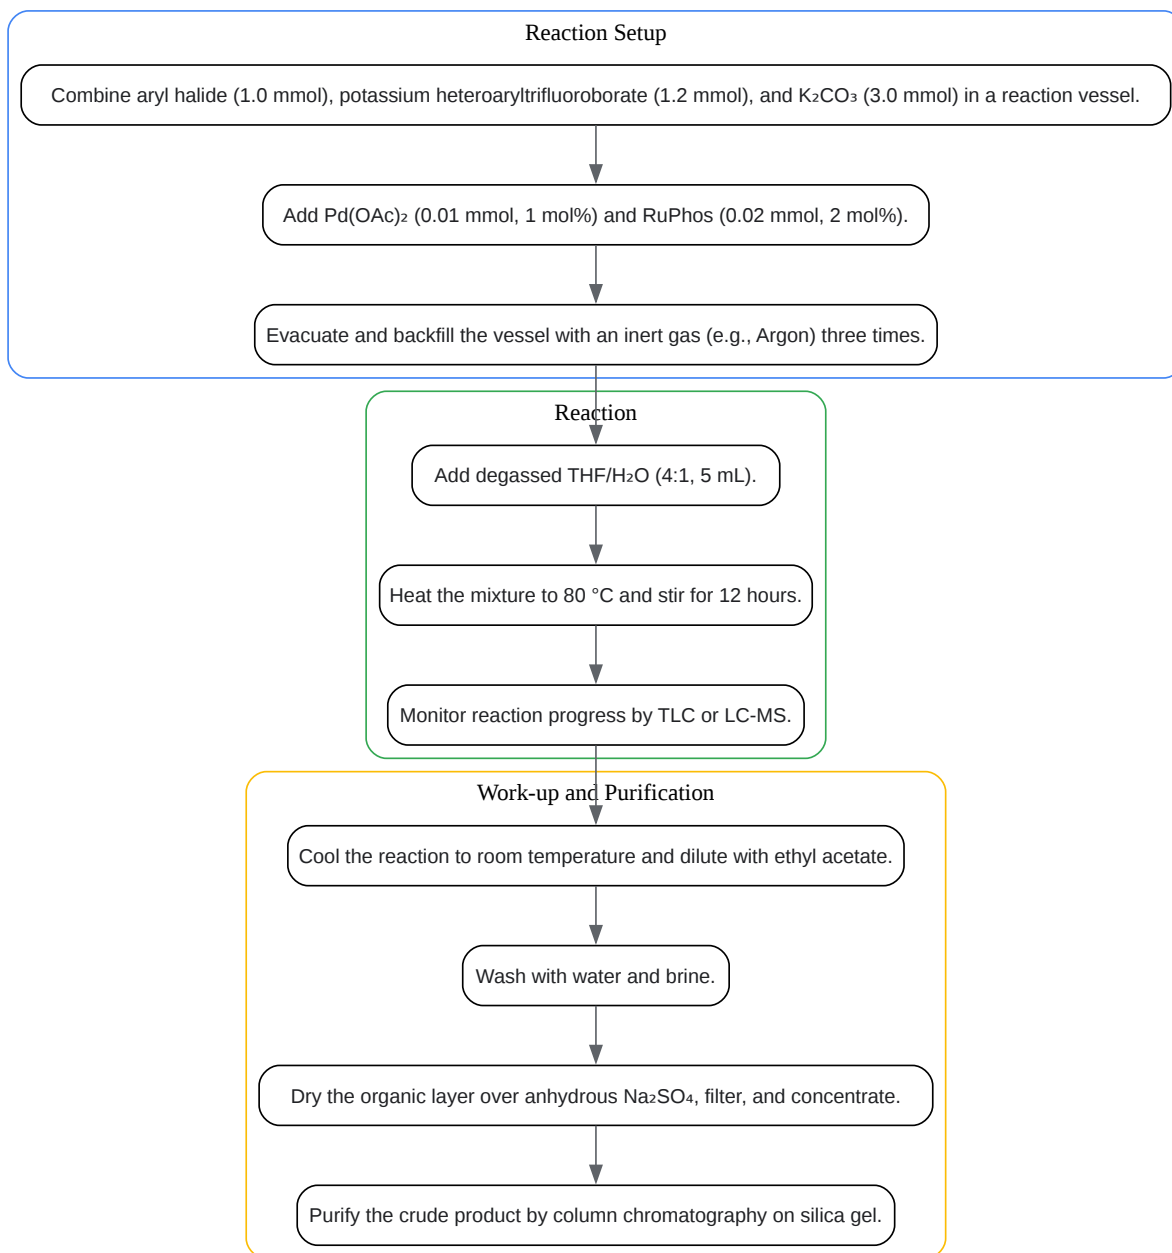 Reaction Setup
Combine aryl halide (1.0 mmol), potassium heteroaryltrifluoroborate (1.2 mmol), and K₂CO₃ (3.0 mmol) in a reaction vessel.
Add Pd(OAc)₂ (0.01 mmol, 1 mol%) and RuPhos (0.02 mmol, 2 mol%).
Evacuate and backfill the vessel with an inert gas (e.g., Argon) three times.
Reaction
Add degassed THF/H₂O (4:1, 5 mL).
Heat the mixture to 80 °C and stir for 12 hours.
Monitor reaction progress by TLC or LC-MS.
Work-up and Purification
Cool the reaction to room temperature and dilute with ethyl acetate.
Wash with water and brine.
Dry the organic layer over anhydrous Na₂SO₄, filter, and concentrate.
Purify the crude product by column chromatography on silica gel.